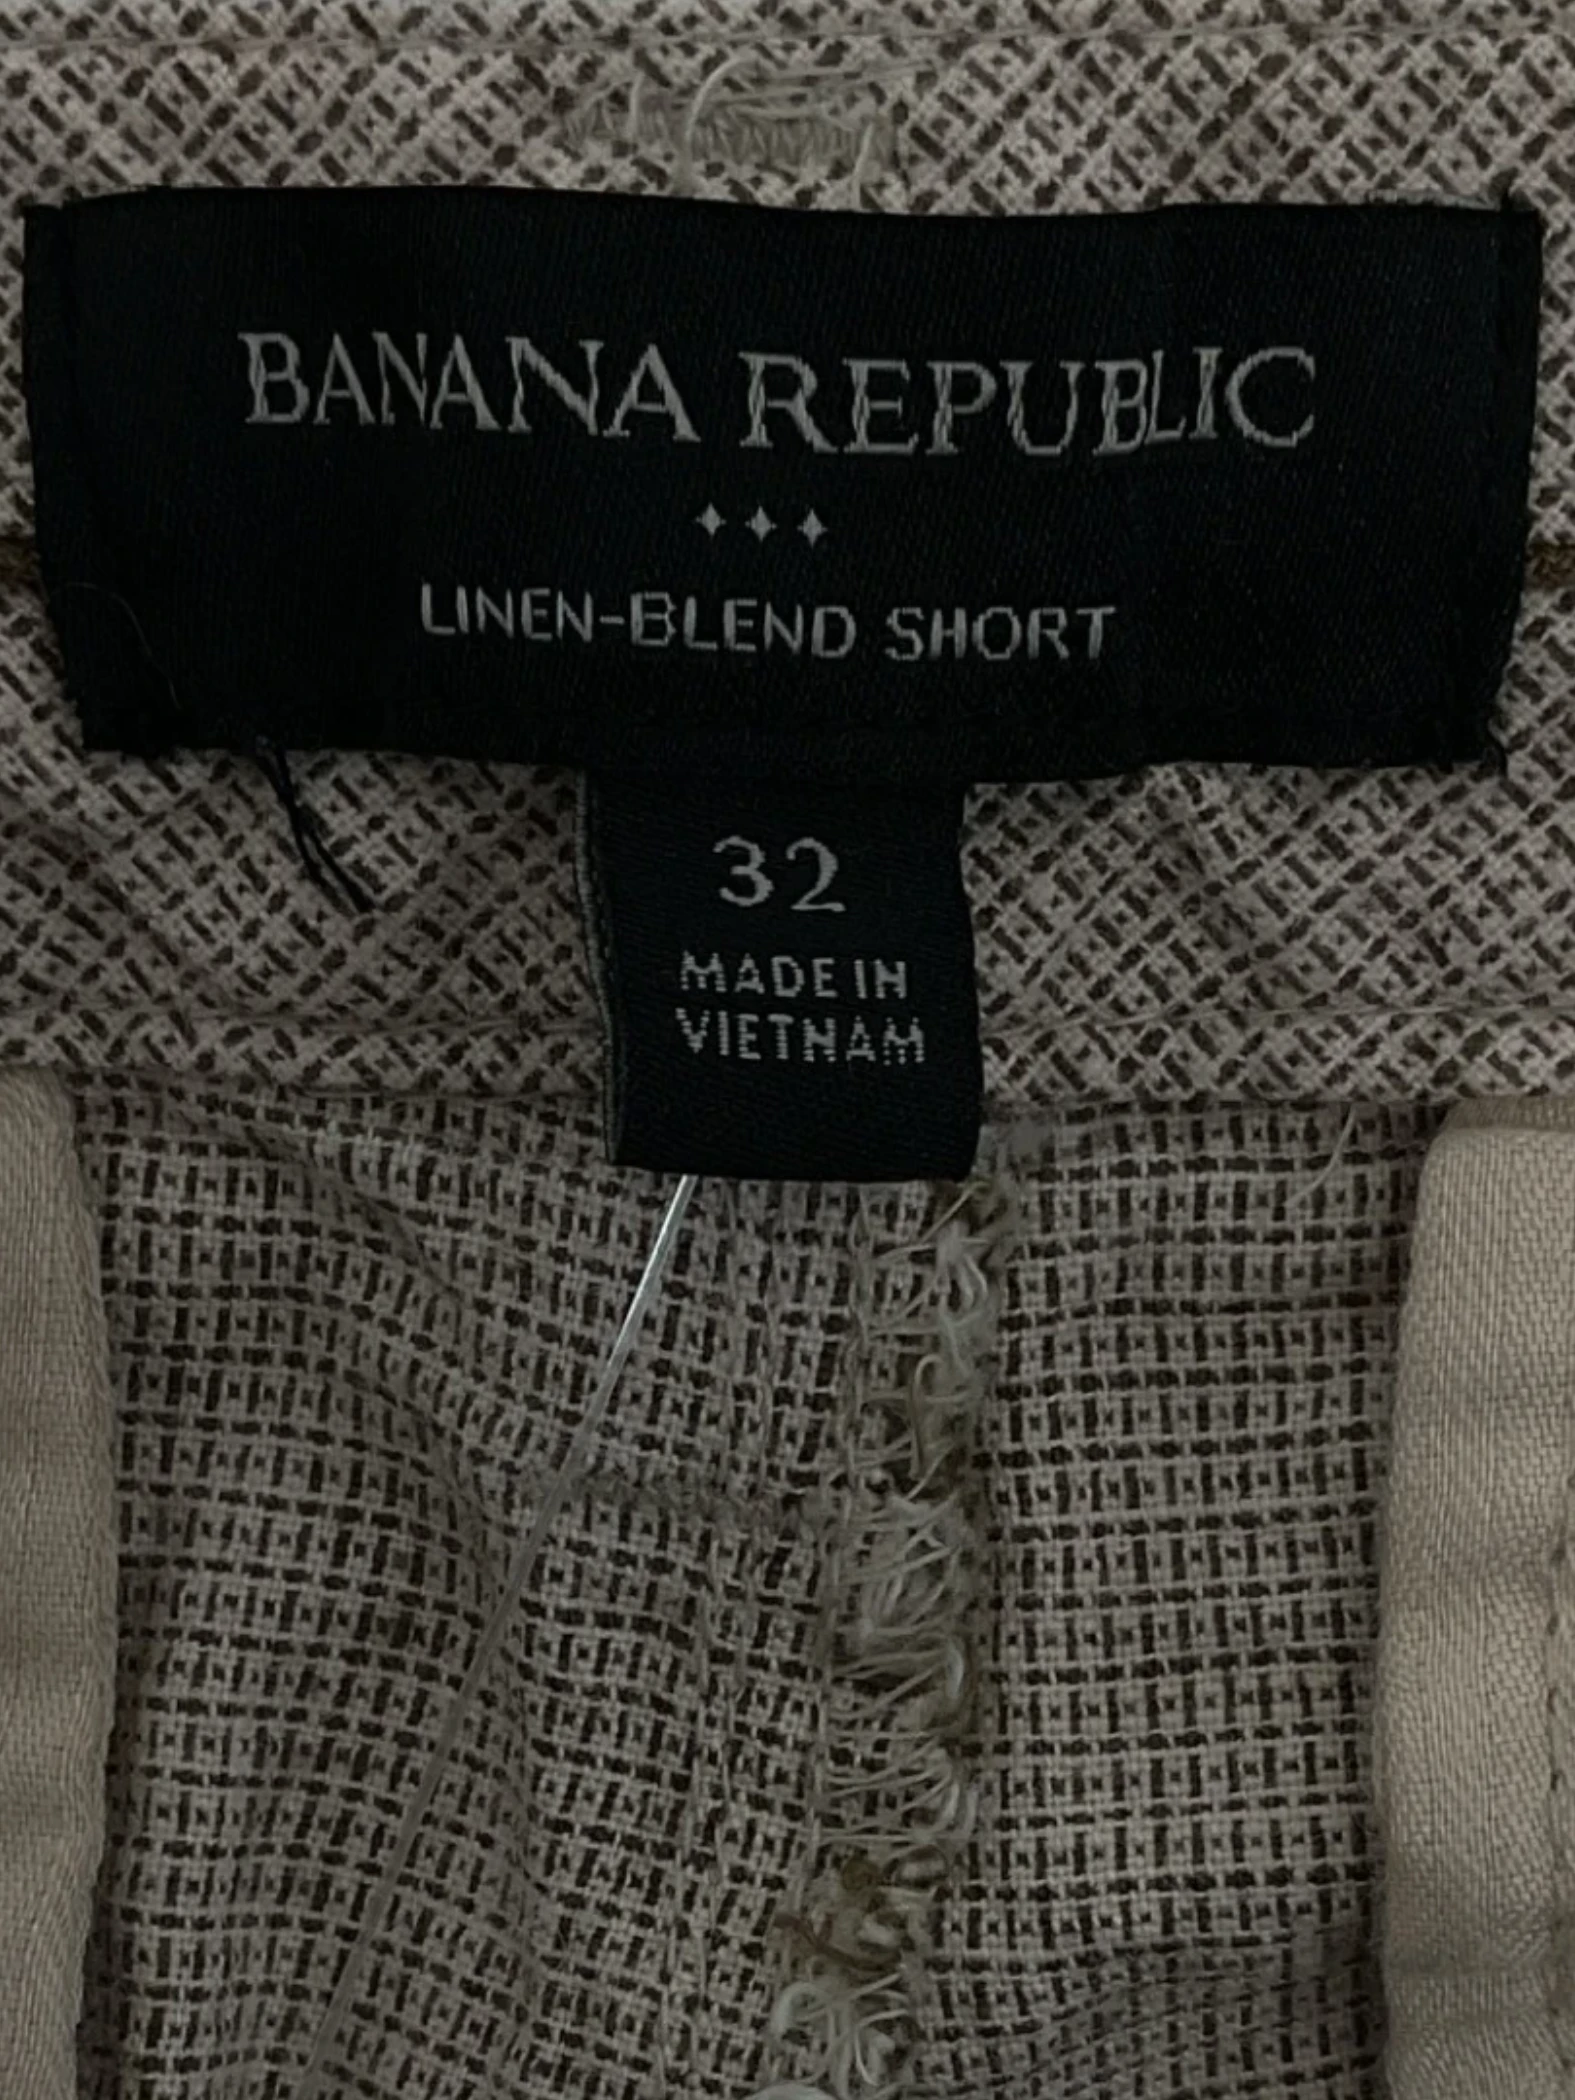 BANANA REPUBLIC
LINEN-BLEND SHORT
32
MADE IN
VIETNAM